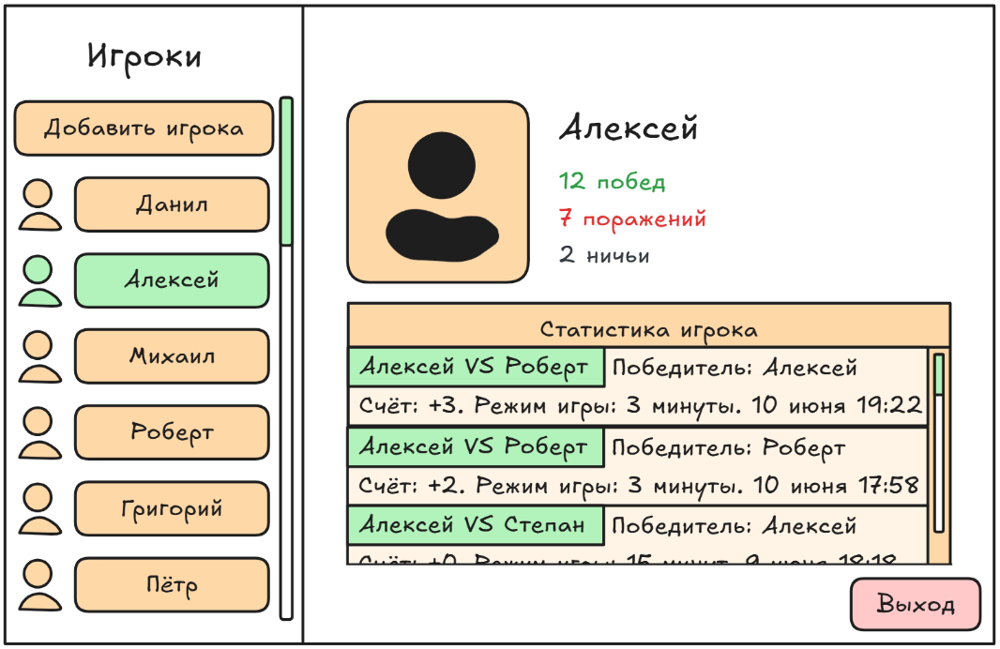 Игроки
Добавить игрока
Данил
Алексей
Михаил
Роберт
Григорий
Пётр
Алексей
12 побед
7 поражений
2 ничьи
Статистика игрока
Алексей VS Роберт Победитель: Алексей
Счёт: +3. Режим игры: 3 минуты. 10 июня 19:22
Алексей VS Роберт Победитель: Роберт
Счёт: +2. Режим игры: 3 минуты. 10 июня 17:58
Алексей VS Степан Победитель: Алексей
Счёт: +0. Режим игры: 15 минут. 9 июня 18:18
Выход